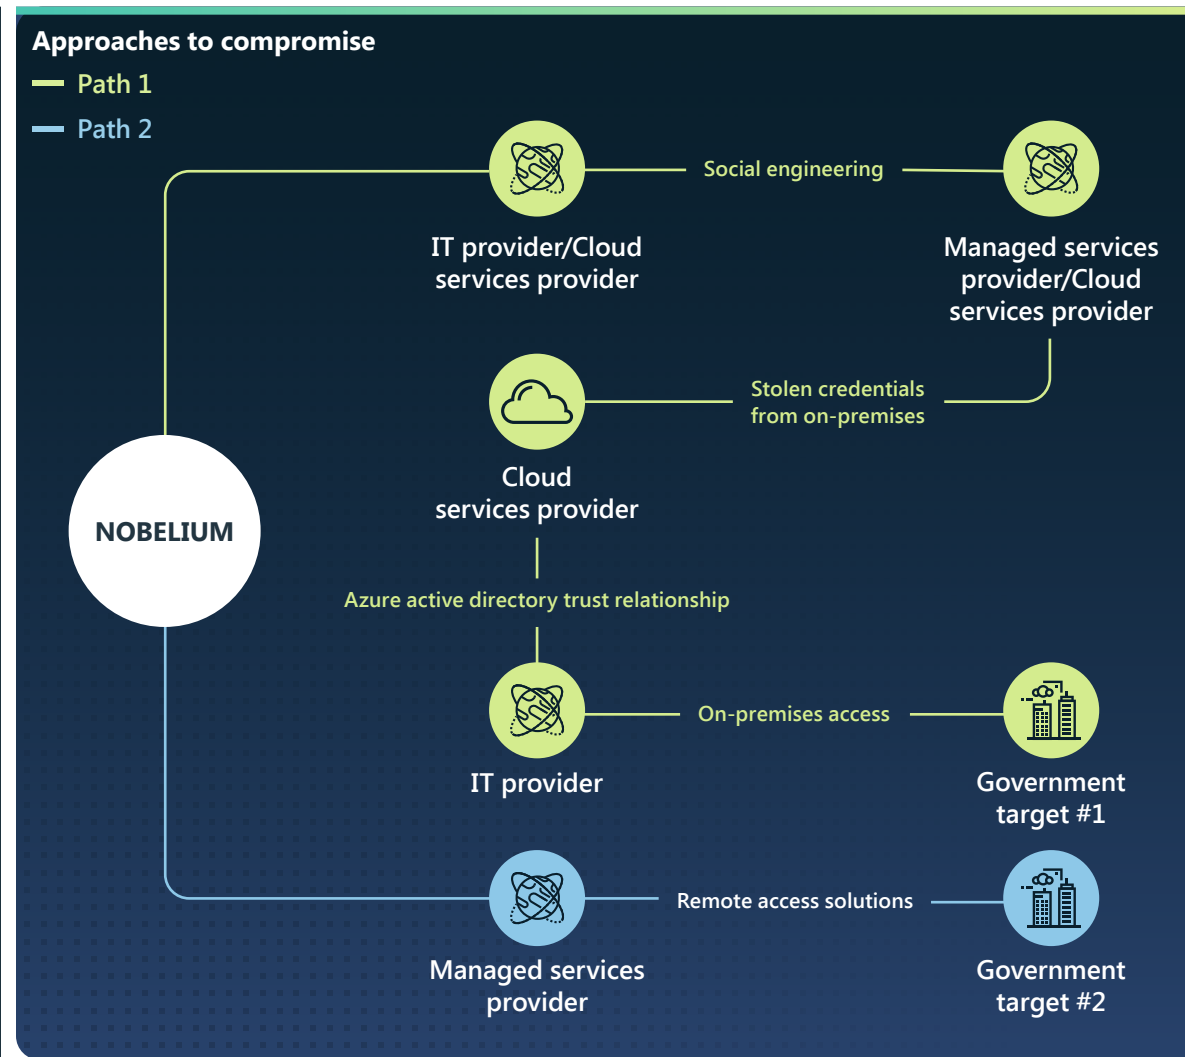 Approaches to compromise
Path 1
Path 2
Social engineering
IT provider/Cloud
services provider
Managed services
provider/Cloud
services provider
Stolen credentials
from on-premises
Cloud
services provider
NOBELIUM
Azure active directory trust relationship
On-premises access
IT provider
Government
target #1
Remote access solutions
Managed services
provider
Government
target #2